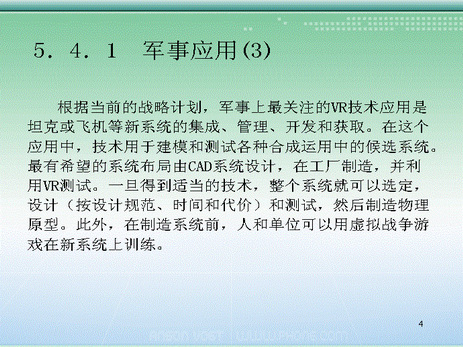 5. 4. 1 军事应用(3)
根据当前的战略计划，军事上最关注的VR技术应用是
坦克或飞机等新系统的集成、管理、开发和获取。在这个
应用中，技术用于建模和测试各种合成运用中的候选系统。
最有希望的系统布局由CAD系统设计，在工厂制造，并利
用VR测试。一旦得到适当的技术，整个系统就可以选定，
设计（按设计规范、时间和代价）和测试，然后制造物理
原型。此外，在制造系统前，人和单位可以用虚拟战争游
戏在新系统上训练。
4